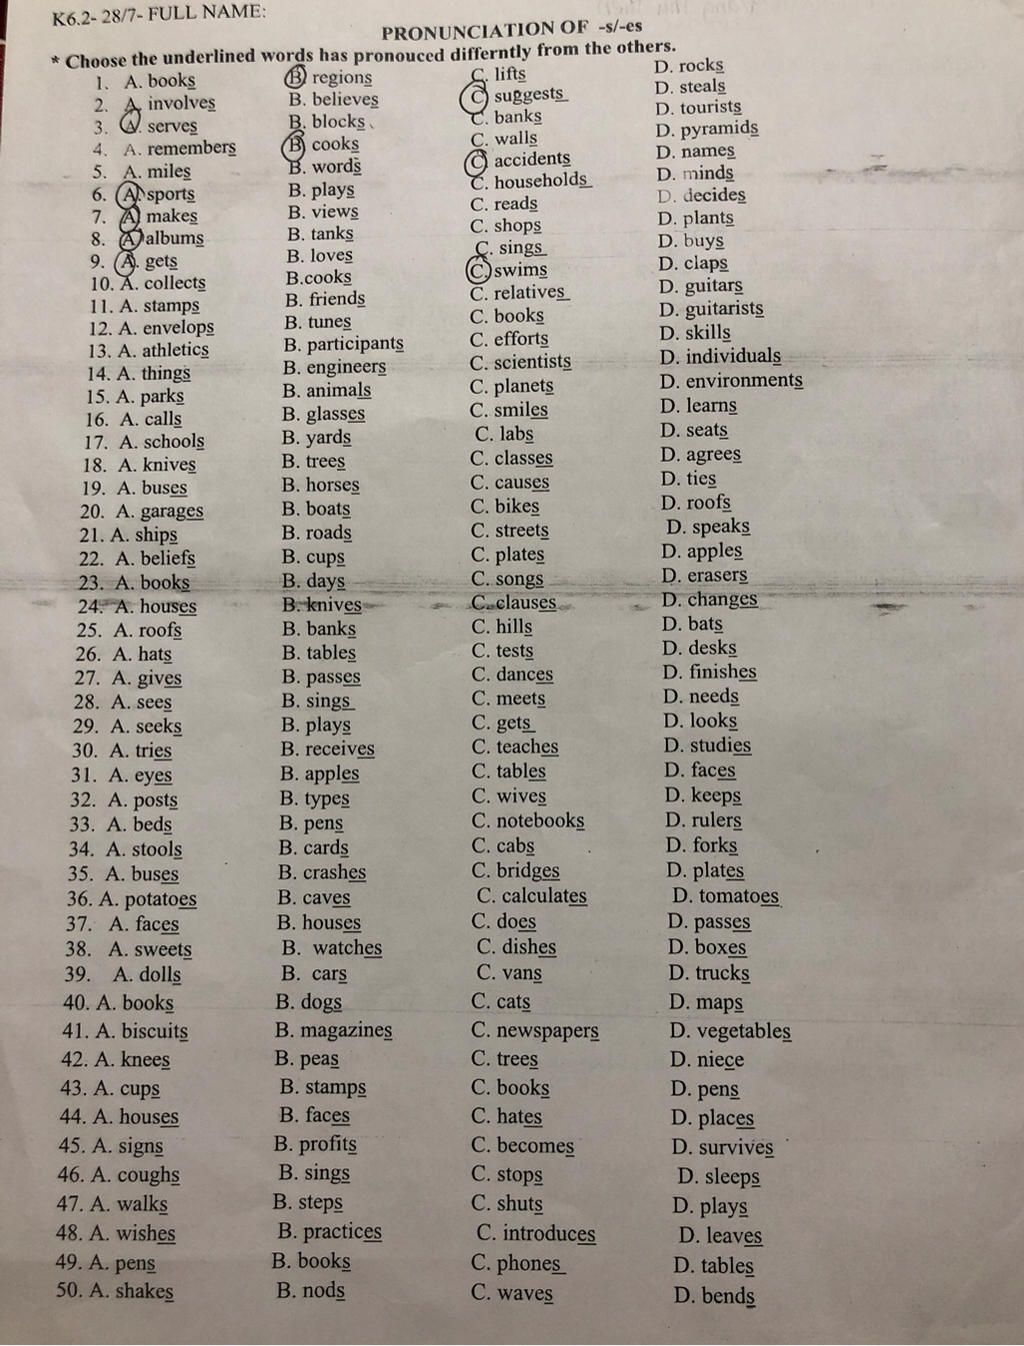 K6.2- 28/7- FULL NAME:
PRONUNCIATION OF -s/-es
* Choose the underlined words has pronouced differntly from the others.
1. A. books B. regions C. lifts D. rocks
2. A. involves B. believes C. suggests D. steals
3. A. serves B. blocks C. banks D. tourists
4. A. remembers B. cooks C. walls D. pyramids
5. A. miles B. words C. accidents D. names
6. A. sports B. plays C. households D. minds
7. A. makes B. views C. reads D. decides
8. A. albums B. tanks C. shops D. plants
9. A. gets B. loves C. sings D. buys
10. A. collects B.cooks C. swims D. claps
11. A. stamps B. friends C. relatives D. guitars
12. A. envelops B. tunes C. books D. guitarists
13. A. athletics B. participants C. efforts D. skills
14. A. things B. engineers C. scientists D. individuals
15. A. parks B. animals C. planets D. environments
16. A. calls B. glasses C. smiles D. learns
17. A. schools B. yards C. labs D. seats
18. A. knives B. trees C. classes D. agrees
19. A. buses B. horses C. causes D. ties
20. A. garages B. boats C. bikes D. roofs
21. A. ships B. roads C. streets D. speaks
22. A. beliefs B. cups C. plates D. apples
23. A. books B. days C. songs D. erasers
24. A. houses B. knives C. clauses D. changes
25. A. roofs B. banks C. hills D. bats
26. A. hats B. tables C. tests D. desks
27. A. gives B. passes C. dances D. finishes
28. A. sees B. sings C. meets D. needs
29. A. seeks B. plays C. gets D. looks
30. A. tries B. receives C. teaches D. studies
31. A. eyes B. apples C. tables D. faces
32. A. posts B. types C. wives D. keeps
33. A. beds B. pens C. notebooks D. rulers
34. A. stools B. cards C. cabs D. forks
35. A. buses B. crashes C. bridges D. plates
36. A. potatoes B. caves C. calculates D. tomatoes
37. A. faces B. houses C. does D. passes
38. A. sweets B. watches C. dishes D. boxes
39. A. dolls B. cars C. vans D. trucks
40. A. books B. dogs C. cats D. maps
41. A. biscuits B. magazines C. newspapers D. vegetables
42. A. knees B. peas C. trees D. niece
43. A. cups B. stamps C. books D. pens
44. A. houses B. faces C. hates D. places
45. A. signs B. profits C. becomes D. survives
46. A. coughs B. sings C. stops D. sleeps
47. A. walks B. steps C. shuts D. plays
48. A. wishes B. practices C. introduces D. leaves
49. A. pens B. books C. phones D. tables
50. A. shakes B. nods C. waves D. bends